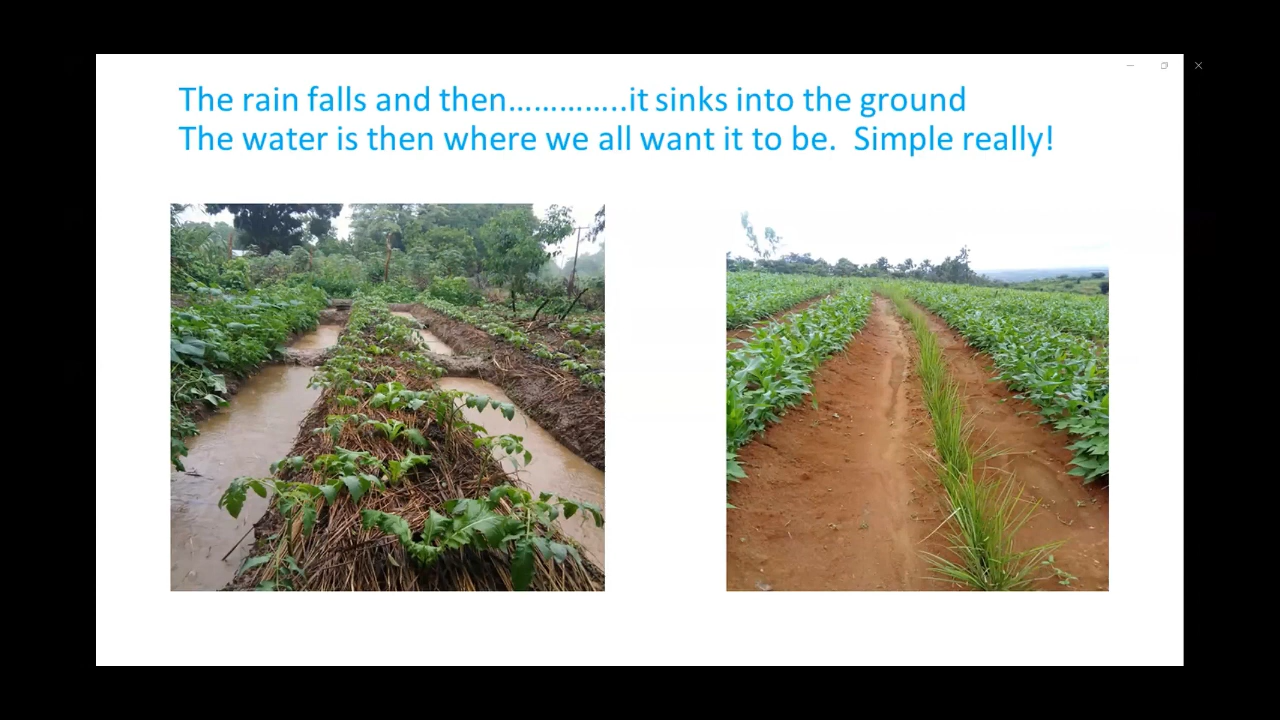 The rain falls and then…………..it sinks into the ground
The water is then where we all want it to be.  Simple really!